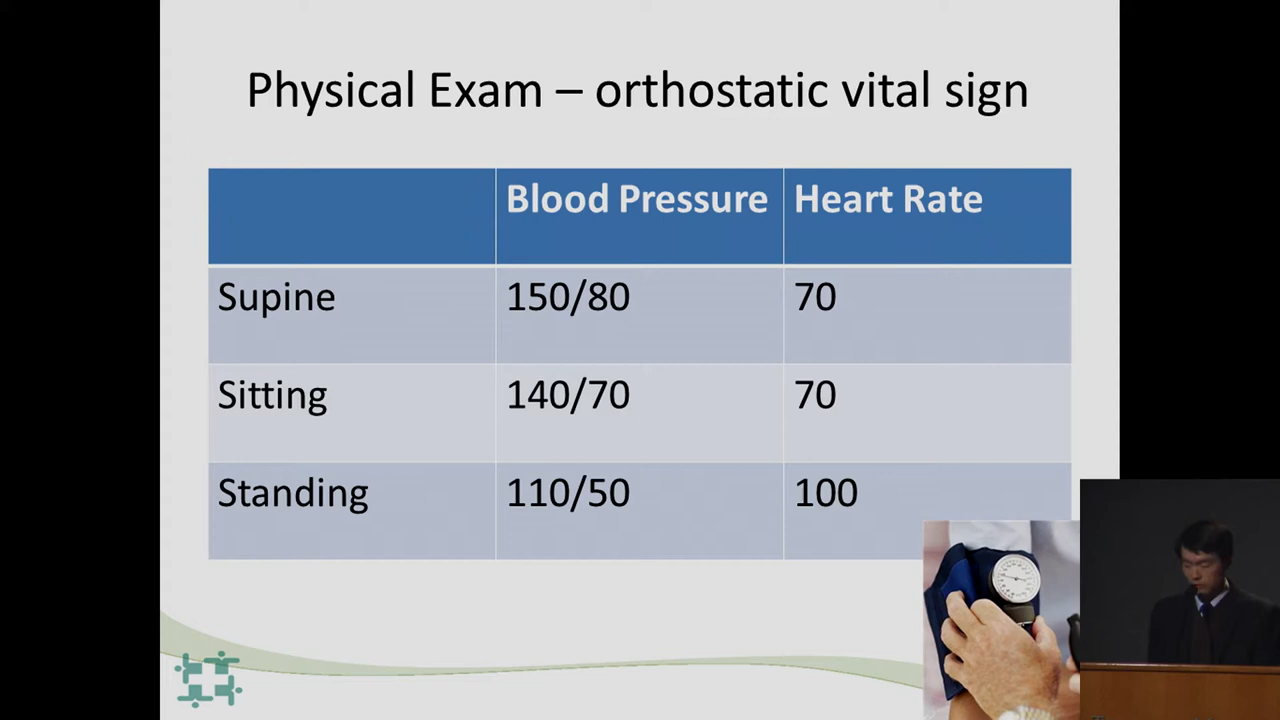 Physical Exam – orthostatic vital sign
Blood Pressure Heart Rate
Supine 150/80 70
Sitting 140/70 70
Standing 110/50 100